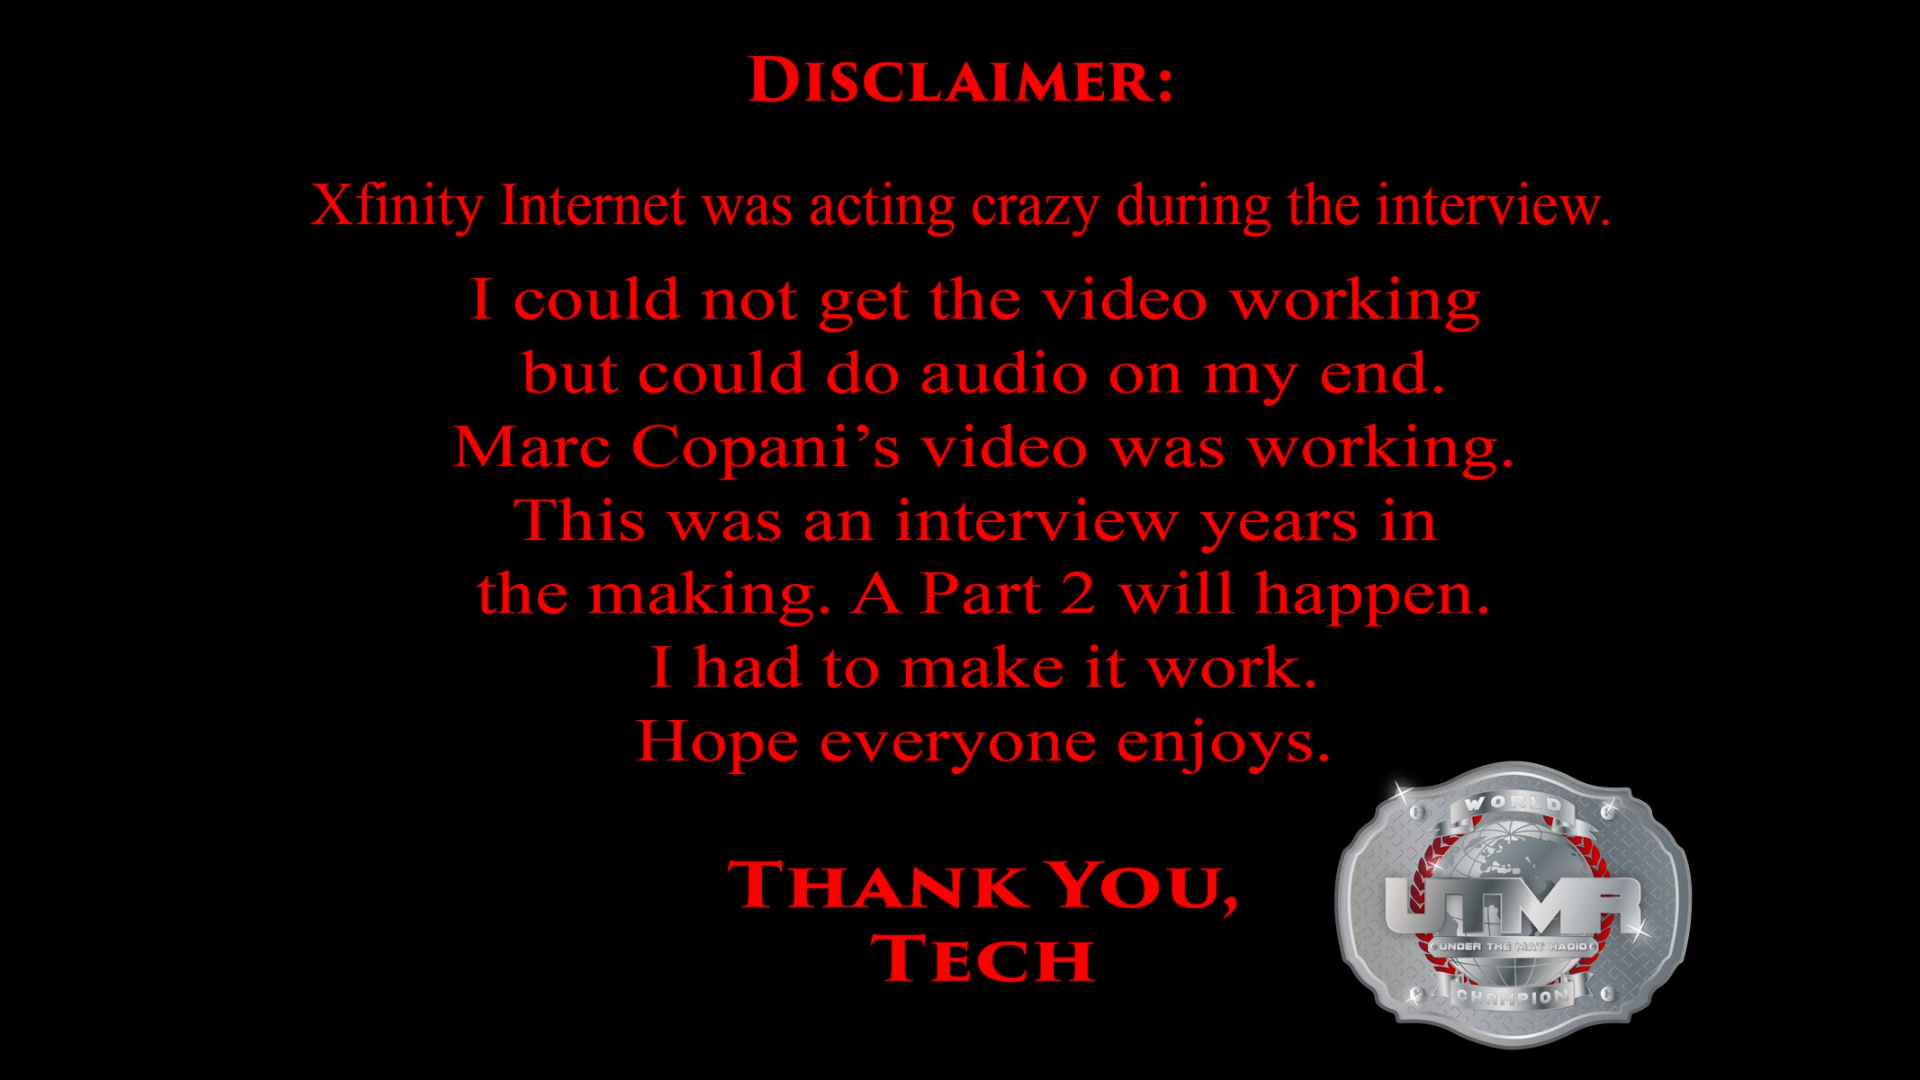 Disclaimer:
Xfinity Internet was acting crazy during the interview.
I could not get the video working
but could do audio on my end.
Marc Copani’s video was working.
This was an interview years in
the making. A Part 2 will happen.
I had to make it work.
Hope everyone enjoys.
Thank You,
Tech
WORLD
UTMR
UNDER THE MAT RADIO
CHAMPION